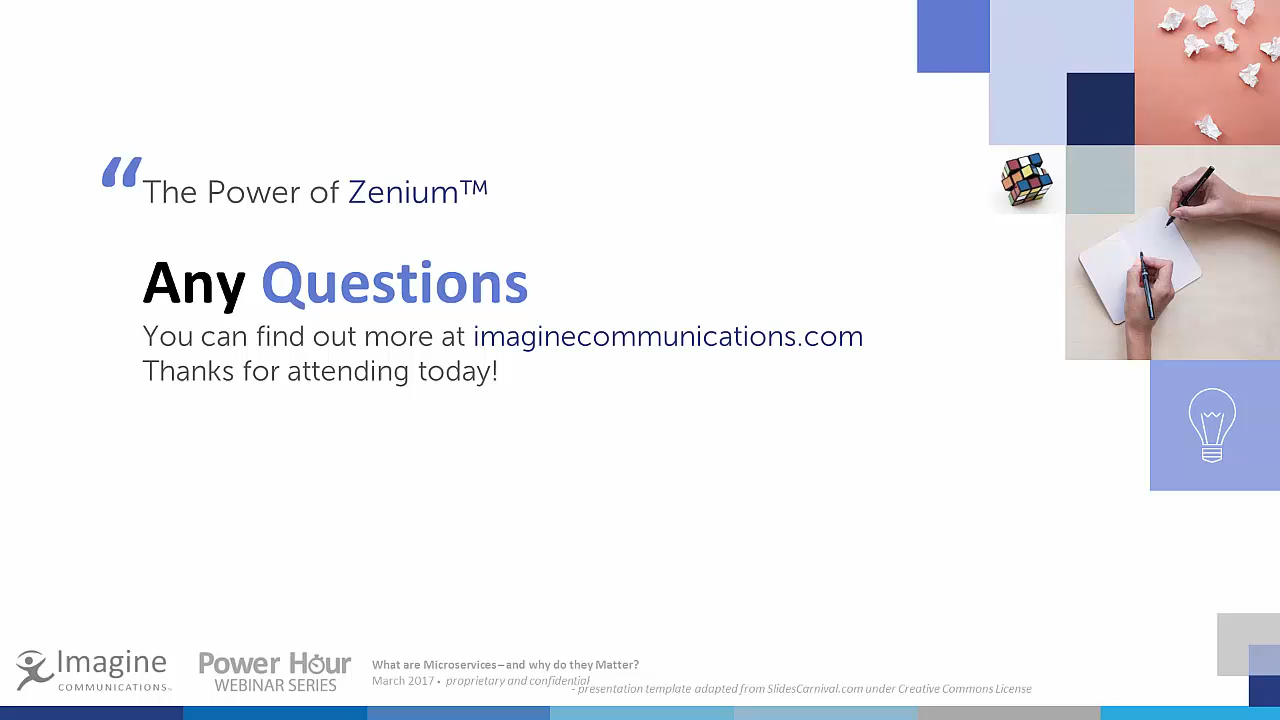 “The Power of Zenium™
Any Questions
You can find out more at imaginecommunications.com
Thanks for attending today!
Imagine
COMMUNICATIONS™
Power Hour
WEBINAR SERIES
What are Microservices–and why do they Matter?
March 2017 • proprietary and confidential
- presentation template adapted from SlidesCarnival.com under Creative Commons License